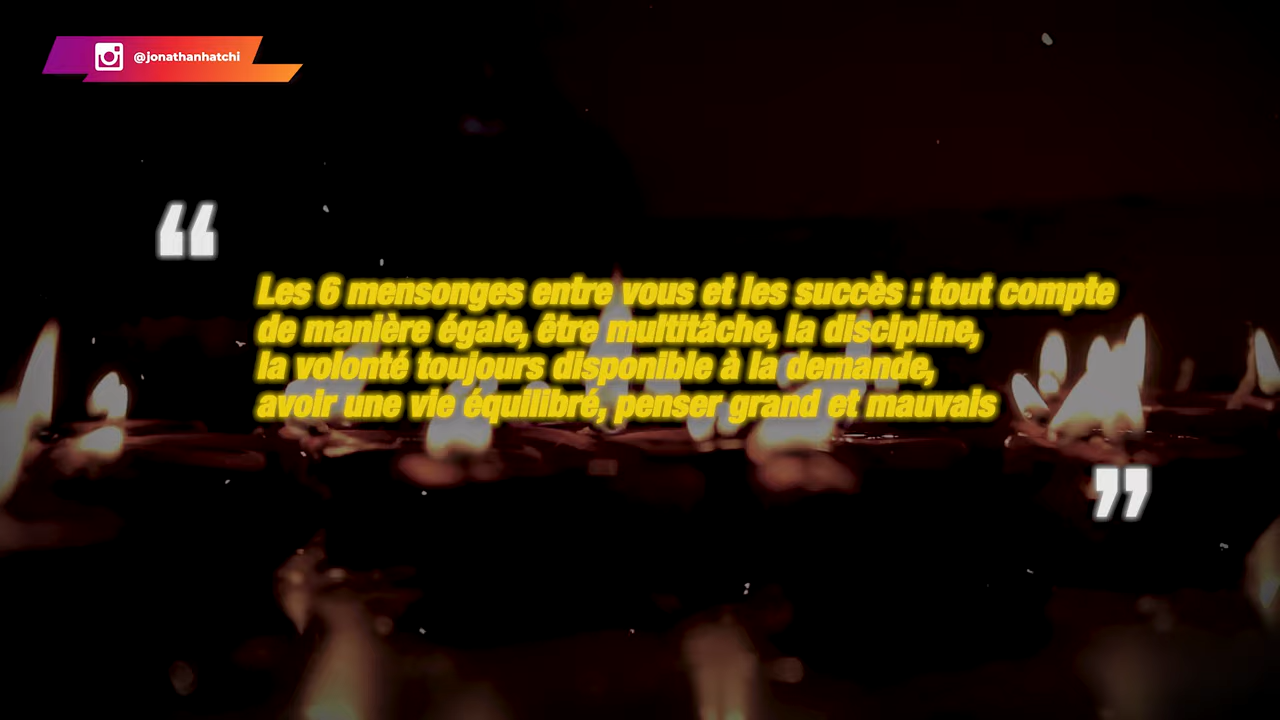 @jonathanhatchi
“
Les 6 mensonges entre vous et les succès : tout compte
de manière égale, être multitâche, la discipline,
la volonté toujours disponible à la demande,
avoir une vie équilibré, penser grand et mauvais
”